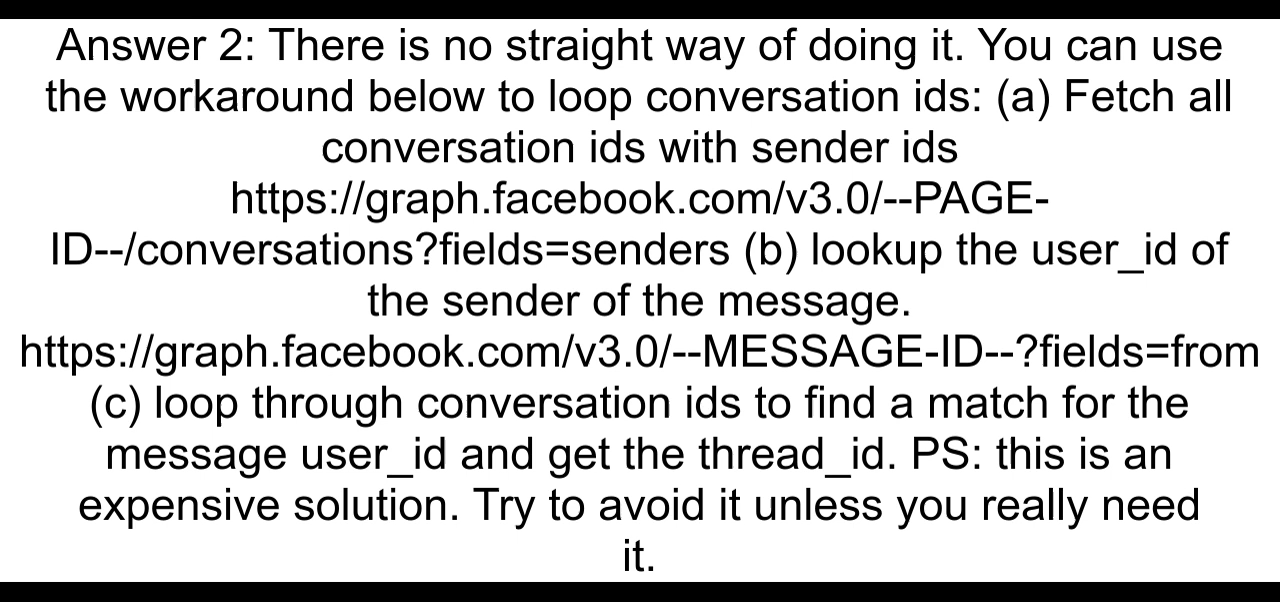 Answer 2: There is no straight way of doing it. You can use
the workaround below to loop conversation ids: (a) Fetch all
conversation ids with sender ids
https://graph.facebook.com/v3.0/--PAGE-
ID--/conversations?fields=senders (b) lookup the user_id of
the sender of the message.
https://graph.facebook.com/v3.0/--MESSAGE-ID--?fields=from
(c) loop through conversation ids to find a match for the
message user_id and get the thread_id. PS: this is an
expensive solution. Try to avoid it unless you really need
it.